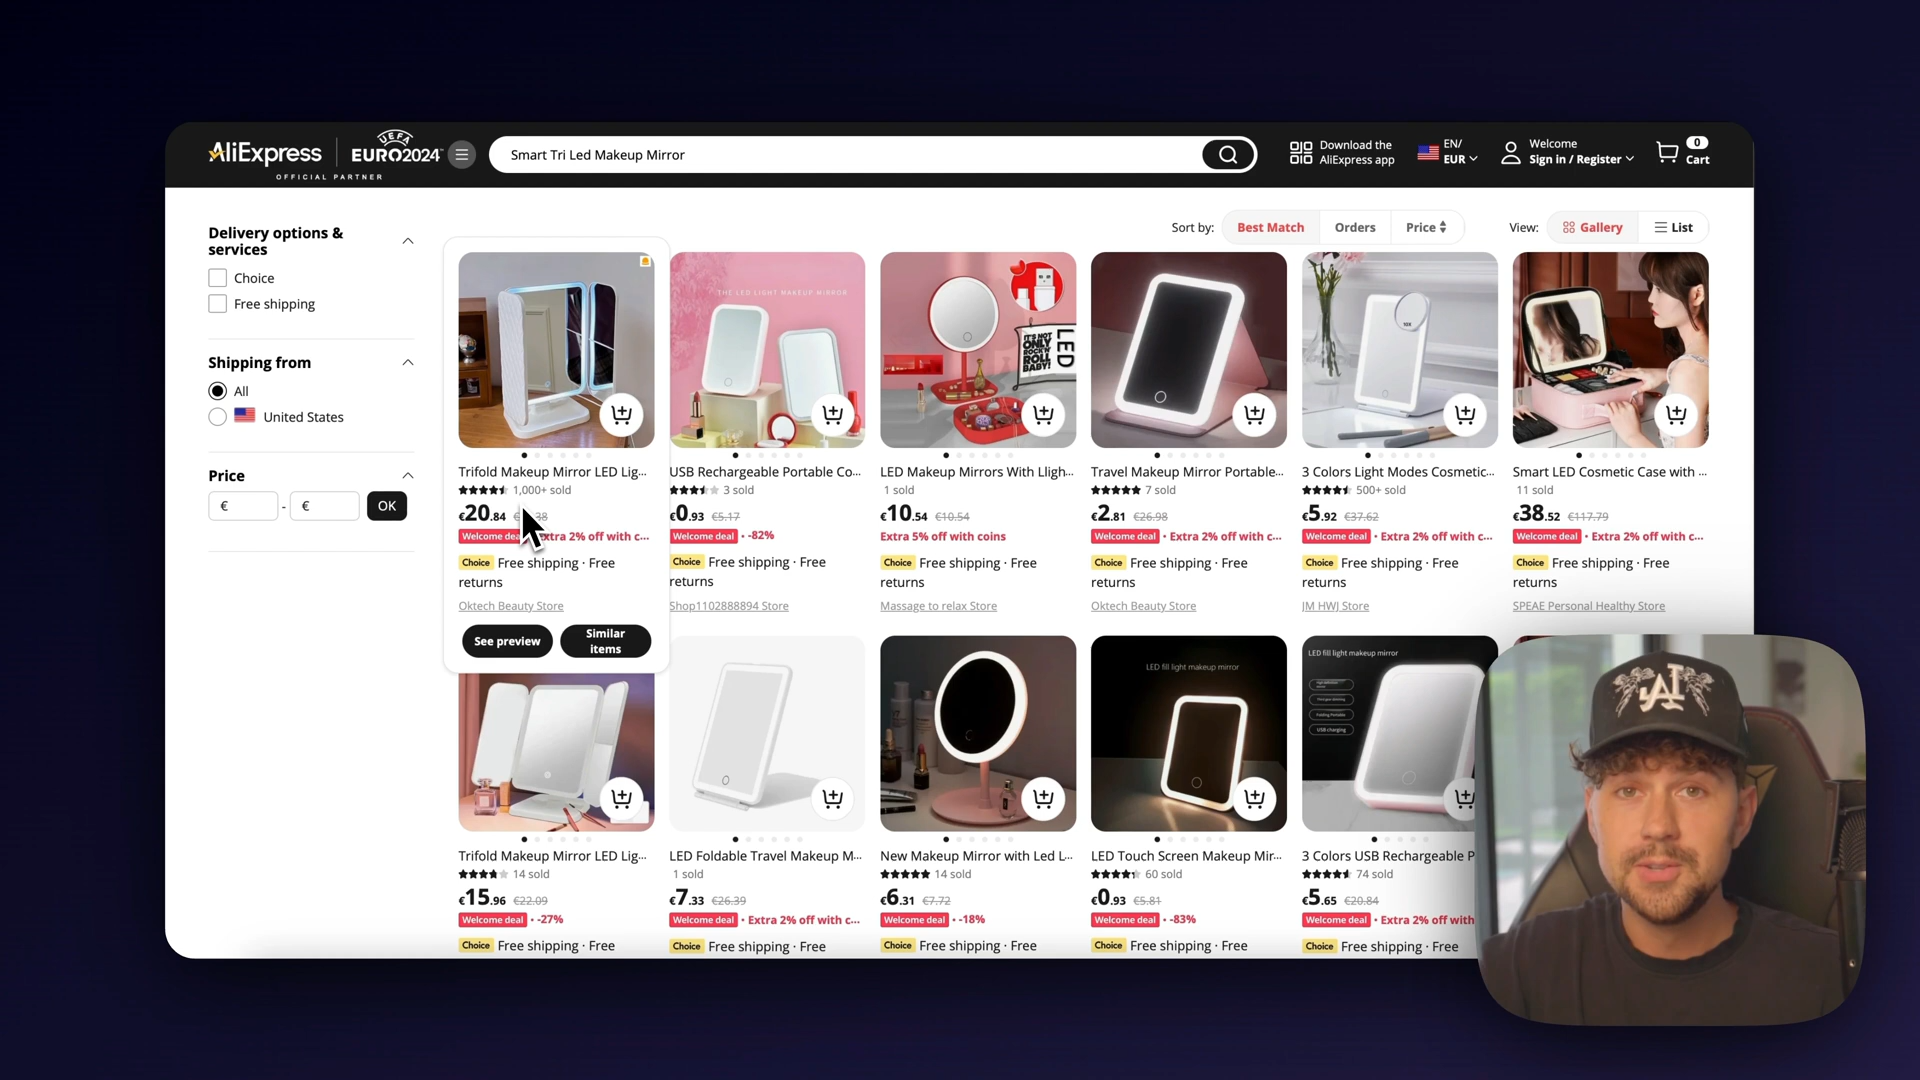 AliExpress
UEFA
EURO2024
OFFICIAL PARTNER
Smart Tri Led Makeup Mirror
Download the
AliExpress app
EN/
EUR
Welcome
Sign in / Register
0
Cart
Delivery options &
services
Choice
Free shipping
Shipping from
All
United States
Price
€ - € OK
Sort by: Best Match Orders Price
View: Gallery List
THE LED LIGHT MAKEUP MIRROR
IT'S NOT
ONLY
ROCK'N'
ROLL
BABY!
LED
10X
Trifold Makeup Mirror LED Lig...
1,000+ sold
€20.84
Welcome deal
Extra 2% off with c...
Choice Free shipping · Free
returns
Oktech Beauty Store
See preview
Similar
items
USB Rechargeable Portable Co...
3 sold
€0.93 €5.17
Welcome deal · -82%
Choice Free shipping · Free
returns
Shop1102888894 Store
LED Makeup Mirrors With Lligh...
1 sold
€10.54 €10.54
Extra 5% off with coins
Choice Free shipping · Free
returns
Massage to relax Store
Travel Makeup Mirror Portable...
7 sold
€2.81 €26.98
Welcome deal · Extra 2% off with c...
Choice Free shipping · Free
returns
Oktech Beauty Store
3 Colors Light Modes Cosmetic...
500+ sold
€5.92 €37.62
Welcome deal · Extra 2% off with c...
Choice Free shipping · Free
returns
JM HWJ Store
Smart LED Cosmetic Case with ...
11 sold
€38.52 €117.79
Welcome deal · Extra 2% off with c...
Choice Free shipping · Free
returns
SPEAE Personal Healthy Store
Trifold Makeup Mirror LED Lig...
14 sold
€15.96 €22.09
Welcome deal · -27%
Choice Free shipping · Free
LED Foldable Travel Makeup M...
1 sold
€7.33 €26.39
Welcome deal · Extra 2% off with c...
Choice Free shipping · Free
New Makeup Mirror with Led L...
14 sold
€6.31 €7.72
Welcome deal · -18%
Choice Free shipping · Free
LED fill light makeup mirror
LED Touch Screen Makeup Mir...
60 sold
€0.93 €5.81
Welcome deal · -83%
Choice Free shipping · Free
LED fill light makeup mirror
USB charging
3 Colors USB Rechargeable P
74 sold
€5.65 €20.84
Welcome deal · Extra 2% off with
Choice Free shipping · Free